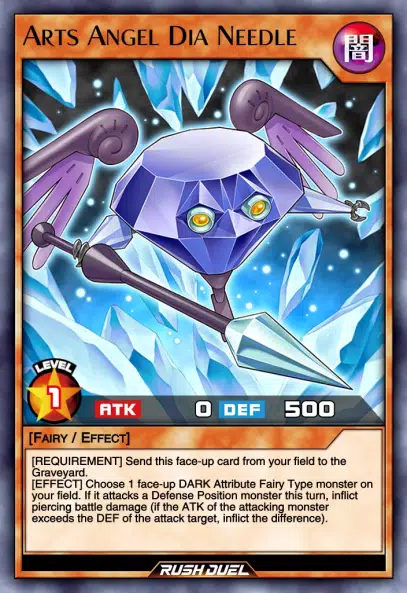 Arts Angel Dia Needle
闇
LEVEL
1
ATK 0 DEF 500
[Fairy / Effect]
[REQUIREMENT] Send this face-up card from your field to the
Graveyard.
[EFFECT] Choose 1 face-up DARK Attribute Fairy Type monster on
your field. If it attacks a Defense Position monster this turn, inflict
piercing battle damage (if the ATK of the attacking monster
exceeds the DEF of the attack target, inflict the difference).
RUSH DUEL